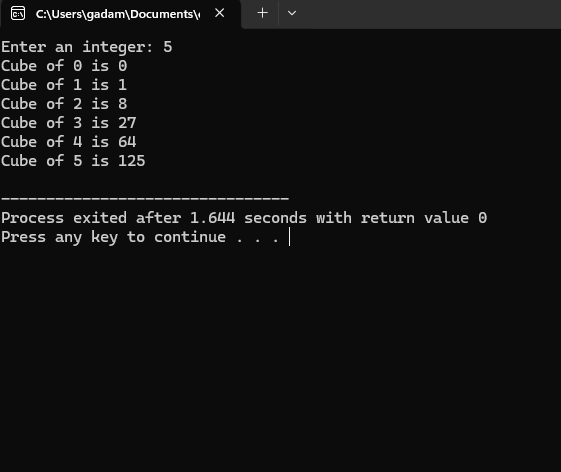 C:\Users\gadam\Documents\
Enter an integer: 5
Cube of 0 is 0
Cube of 1 is 1
Cube of 2 is 8
Cube of 3 is 27
Cube of 4 is 64
Cube of 5 is 125
--------------------------------
Process exited after 1.644 seconds with return value 0
Press any key to continue . . .